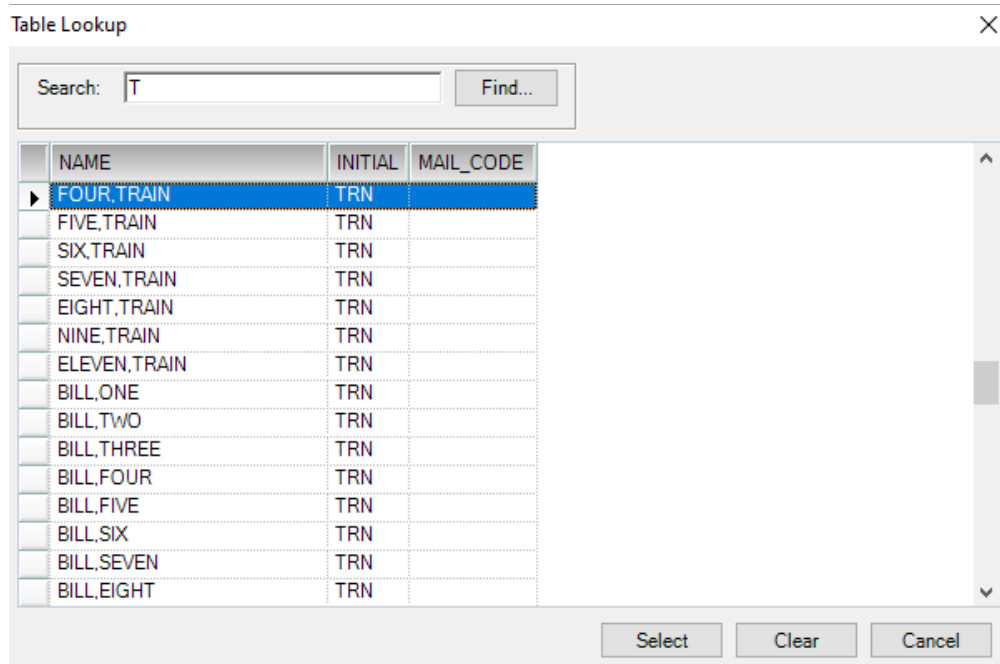 Table Lookup
Search: T Find...
NAME INITIAL MAIL_CODE
FOUR,TRAIN TRN
FIVE,TRAIN TRN
SIX,TRAIN TRN
SEVEN,TRAIN TRN
EIGHT,TRAIN TRN
NINE,TRAIN TRN
ELEVEN,TRAIN TRN
BILL,ONE TRN
BILL,TWO TRN
BILL,THREE TRN
BILL,FOUR TRN
BILL,FIVE TRN
BILL,SIX TRN
BILL,SEVEN TRN
BILL,EIGHT TRN
Select Clear Cancel